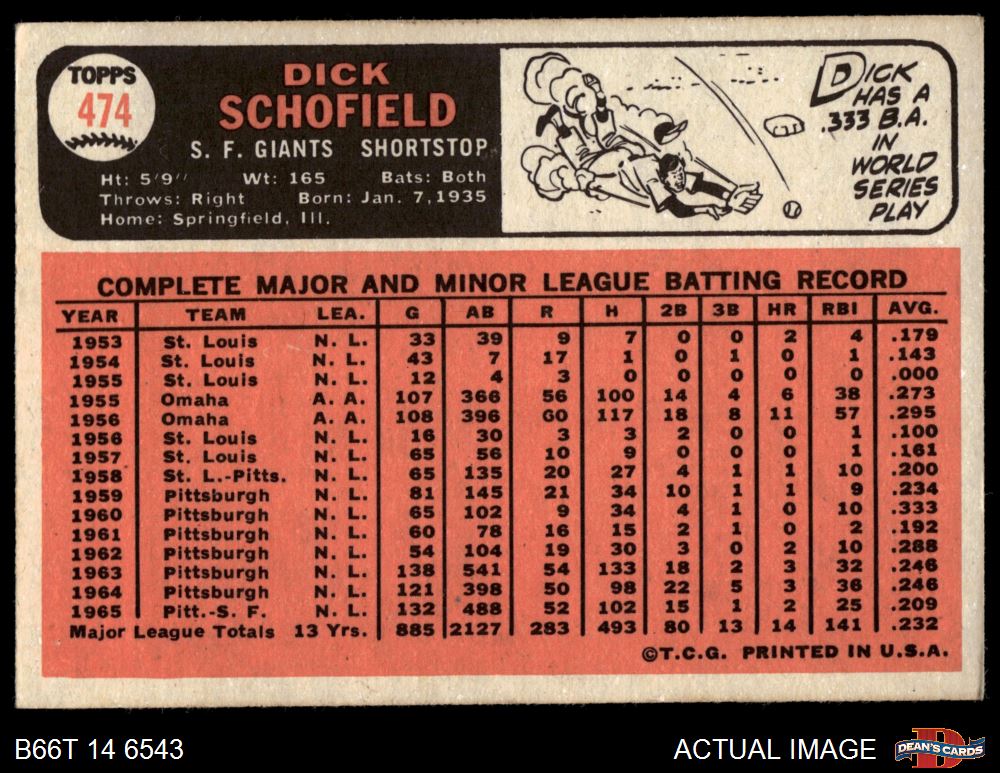 TOPPS
474
DICK
SCHOFIELD
S. F. GIANTS SHORTSTOP
Ht: 5'9" Wt: 165 Bats: Both
Throws: Right Born: Jan. 7, 1935
Home: Springfield, Ill.
DICK
HAS A
.333 B.A.
IN
WORLD
SERIES
PLAY
COMPLETE MAJOR AND MINOR LEAGUE BATTING RECORD
YEAR TEAM LEA. G AB R H 2B 3B HR RBI AVG.
1953 St. Louis N. L. 33 39 9 7 0 0 2 4 .179
1954 St. Louis N. L. 43 7 17 1 0 1 0 1 .143
1955 St. Louis N. L. 12 4 3 0 0 0 0 0 .000
1955 Omaha A. A. 107 366 56 100 14 4 6 38 .273
1956 Omaha A. A. 108 396 60 117 18 8 11 57 .295
1956 St. Louis N. L. 16 30 3 3 2 0 0 1 .100
1957 St. Louis N. L. 65 56 10 9 0 0 0 1 .161
1958 St. L.-Pitts. N. L. 65 135 20 27 4 1 1 10 .200
1959 Pittsburgh N. L. 81 145 21 34 10 1 1 9 .234
1960 Pittsburgh N. L. 65 102 9 34 4 1 0 10 .333
1961 Pittsburgh N. L. 60 78 16 15 2 1 0 2 .192
1962 Pittsburgh N. L. 54 104 19 30 3 0 2 10 .288
1963 Pittsburgh N. L. 138 541 54 133 18 2 3 32 .246
1964 Pittsburgh N. L. 121 398 50 98 22 5 3 36 .246
1965 Pitt.-S. F. N. L. 132 488 52 102 15 1 2 25 .209
Major League Totals 13 Yrs. 885 2127 283 493 80 13 14 141 .232
©T.C.G. PRINTED IN U.S.A.
B66T 14 6543 ACTUAL IMAGE
D
DEAN'S CARDS